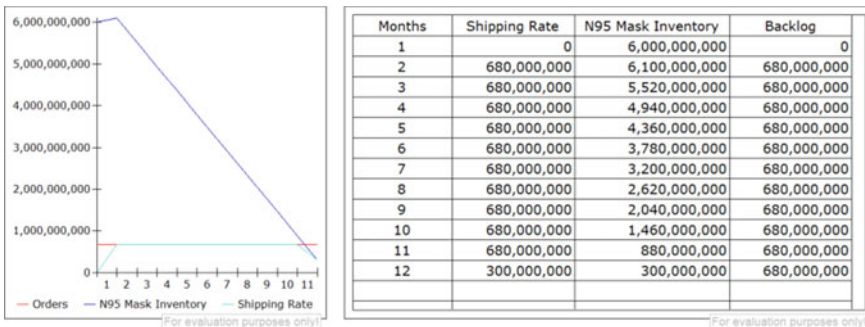 6,000,000,000
5,000,000,000
4,000,000,000
3,000,000,000
2,000,000,000
1,000,000,000
0
1 2 3 4 5 6 7 8 9 10 11
Orders N95 Mask Inventory Shipping Rate
[For evaluation purposes only!]
Months Shipping Rate N95 Mask Inventory Backlog
1 0 6,000,000,000 0
2 680,000,000 6,100,000,000 680,000,000
3 680,000,000 5,520,000,000 680,000,000
4 680,000,000 4,940,000,000 680,000,000
5 680,000,000 4,360,000,000 680,000,000
6 680,000,000 3,780,000,000 680,000,000
7 680,000,000 3,200,000,000 680,000,000
8 680,000,000 2,620,000,000 680,000,000
9 680,000,000 2,040,000,000 680,000,000
10 680,000,000 1,460,000,000 680,000,000
11 680,000,000 880,000,000 680,000,000
12 300,000,000 300,000,000 680,000,000
[For evaluation purposes only!]